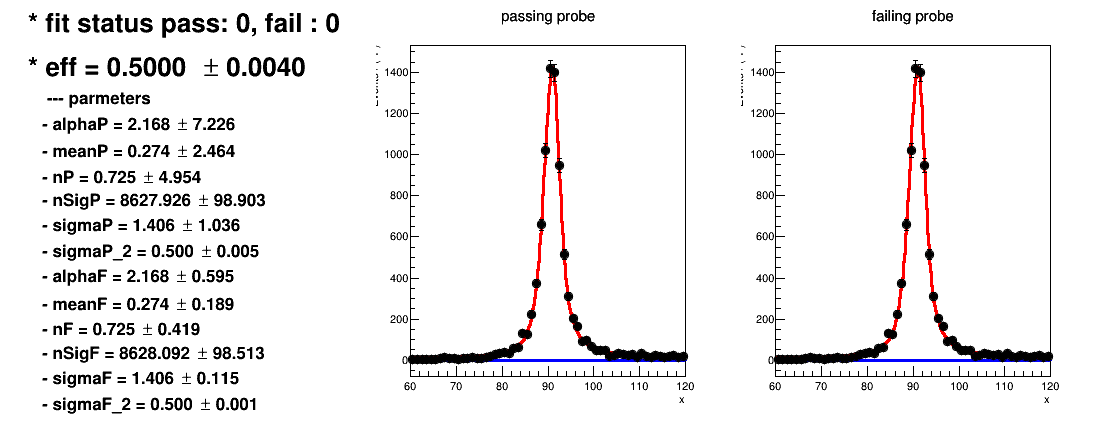 * fit status pass: 0, fail : 0
* eff = 0.5000 ± 0.0040
--- parmeters
- alphaP = 2.168 ± 7.226
- meanP = 0.274 ± 2.464
- nP = 0.725 ± 4.954
- nSigP = 8627.926 ± 98.903
- sigmaP = 1.406 ± 1.036
- sigmaP_2 = 0.500 ± 0.005
- alphaF = 2.168 ± 0.595
- meanF = 0.274 ± 0.189
- nF = 0.725 ± 0.419
- nSigF = 8628.092 ± 98.513
- sigmaF = 1.406 ± 0.115
- sigmaF_2 = 0.500 ± 0.001
passing probe
1400
1200
1000
800
600
400
200
0
60 70 80 90 100 110 120
x
failing probe
1400
1200
1000
800
600
400
200
0
60 70 80 90 100 110 120
x